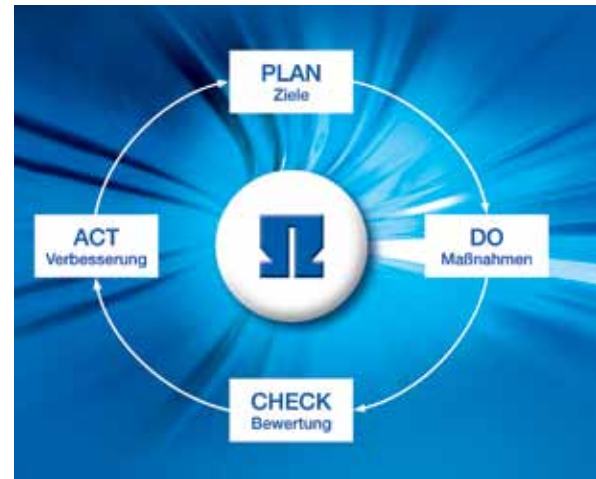 PLAN
Ziele
DO
Maßnahmen
CHECK
Bewertung
ACT
Verbesserung